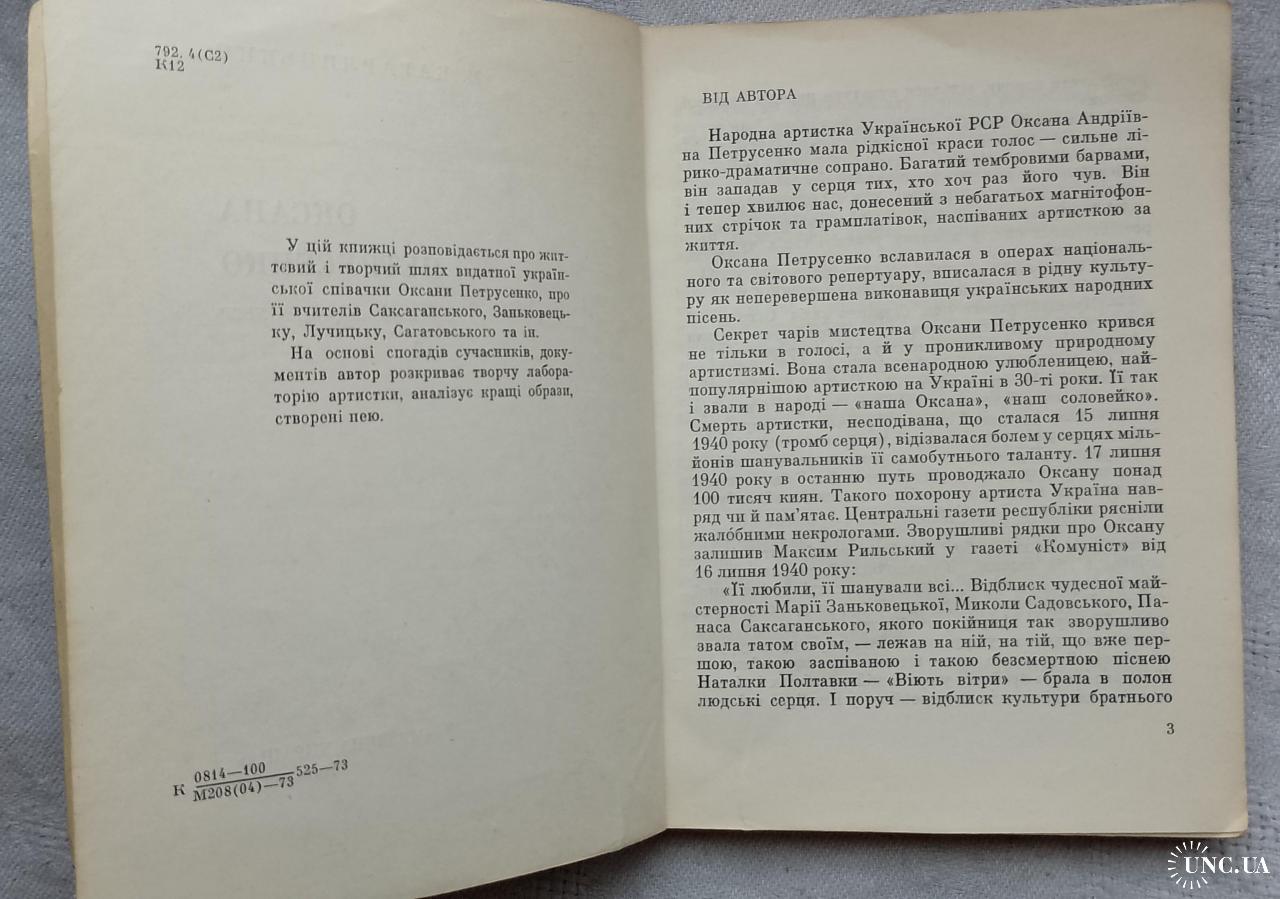 792. 4(С2)
К12
У цій книжці розповідається про жит-
тєвий і творчий шлях видатної україн-
ської співачки Оксани Петрусенко, про
її вчителів Саксаганського, Заньковець-
ку, Лучицьку, Сагатовського та ін.
На основі спогадів сучасників, доку-
ментів автор розкриває творчу лабора-
торію артистки, аналізує кращі образи,
створені нею.
К 0814—100 525—73
М208(04)—73
ВІД АВТОРА
Народна артистка Української РСР Оксана Андріїв-
на Петрусенко мала рідкісної краси голос — сильне лі-
рико-драматичне сопрано. Багатий тембровими барвами,
він западав у серця тих, хто хоч раз його чув. Він
і тепер хвилює нас, донесений з небагатьох магнітофон-
них стрічок та грамплатівок, наспіваних артисткою за
життя.
Оксана Петрусенко вславилася в операх національ-
ного та світового репертуару, вписалася в рідну культу-
ру як неперевершена виконавиця українських народних
пісень.
Секрет чарів мистецтва Оксани Петрусенко крився
не тільки в голосі, а й у проникливому природному
артистизмі. Вона стала всенародною улюбленицею, най-
популярнішою артисткою на Україні в 30-ті роки. Її так
і звали в народі — «наша Оксана», «наш соловейко».
Смерть артистки, несподівана, що сталася 15 липня
1940 року (тромб серця), відізвалася болем у серцях міль-
йонів шанувальників її самобутнього таланту. 17 липня
1940 року в останню путь проводжало Оксану понад
100 тисяч киян. Такого похорону артиста Україна нав-
ряд чи й пам’ятає. Центральні газети республіки рясніли
жалобними некрологами. Зворушливі рядки про Оксану
залишив Максим Рильський у газеті «Комуніст» від
16 липня 1940 року:
«Її любили, її шанували всі... Відблиск чудесної май-
стерності Марії Заньковецької, Миколи Садовського, Па-
наса Саксаганського, якого покійниця так зворушливо
звала татом своїм, — лежав на ній, на тій, що вже пер-
шою, такою заспіваною і такою безсмертною піснею
Наталки Полтавки — «Віють вітри» — брала в полон
людські серця. І поруч — відблиск культури братнього
3
UNC.UA